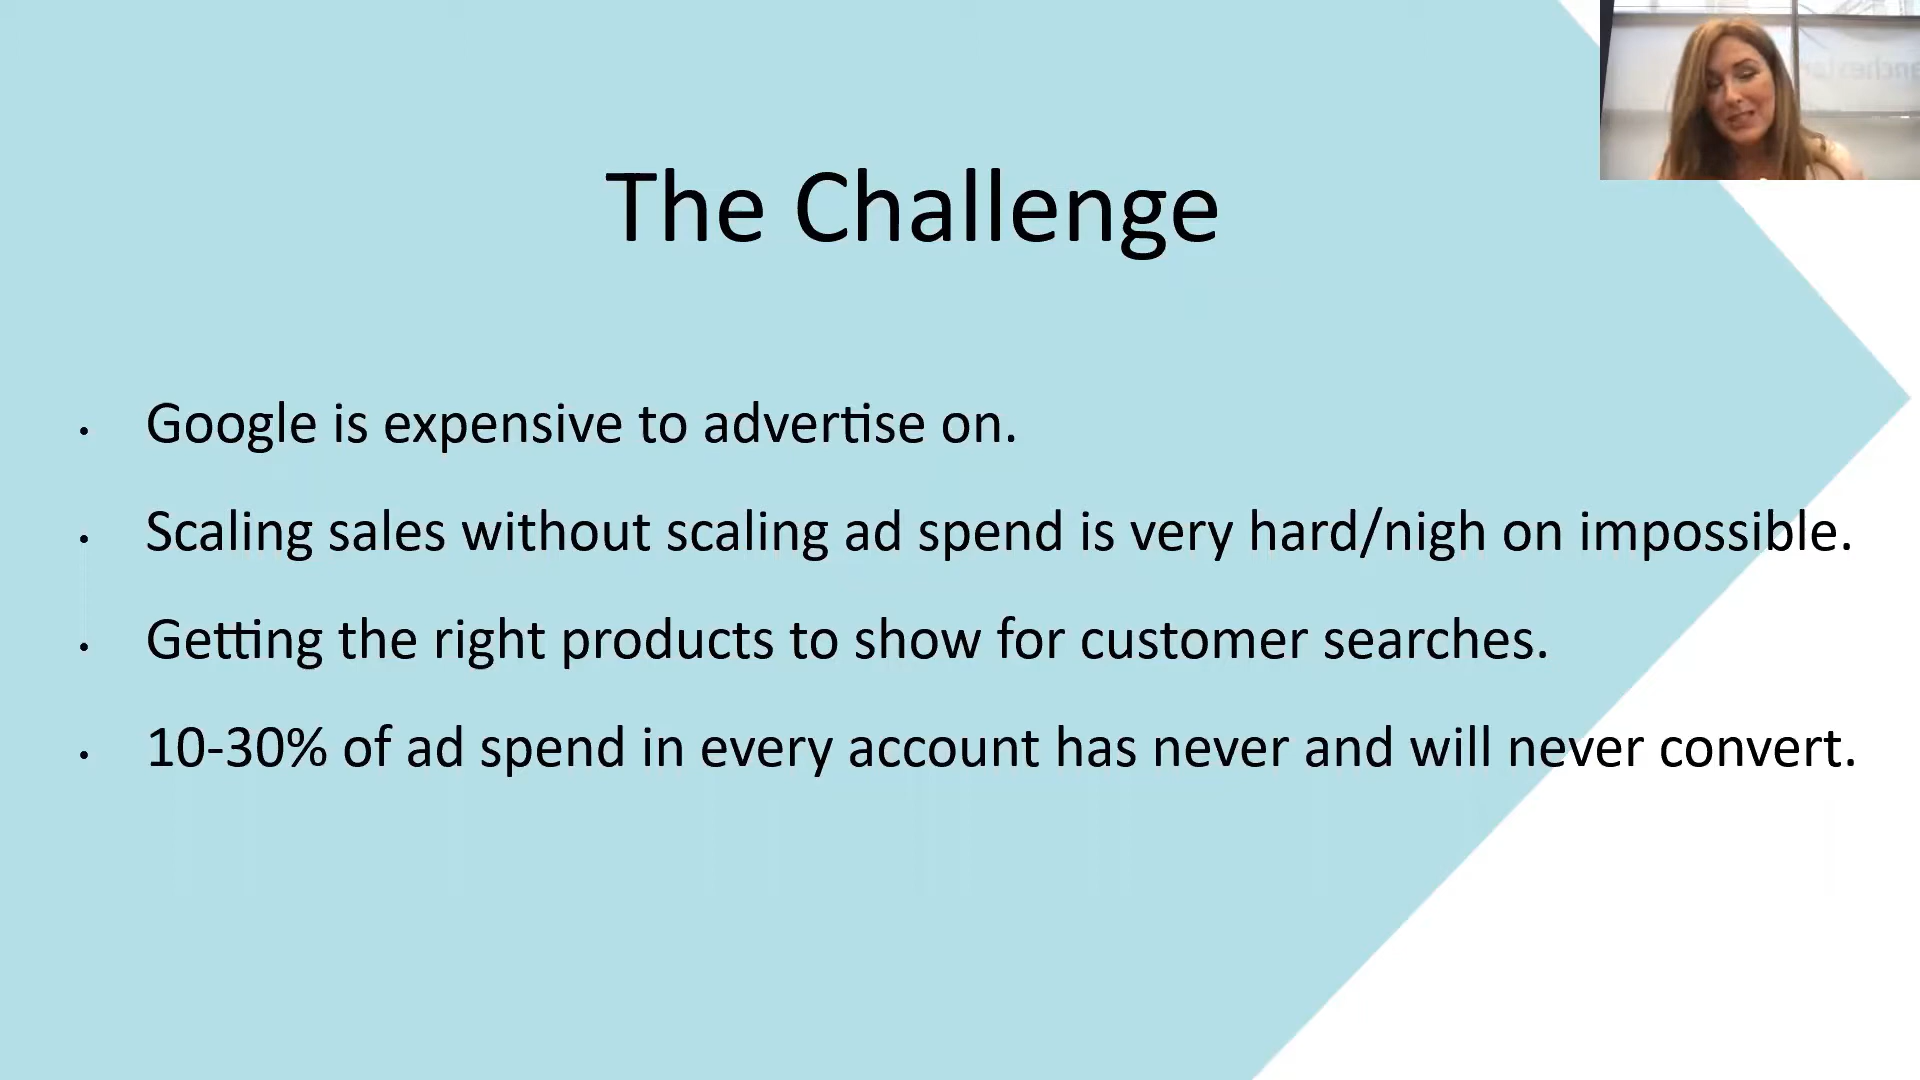 The Challenge
• Google is expensive to advertise on.
• Scaling sales without scaling ad spend is very hard/nigh on impossible.
• Getting the right products to show for customer searches.
• 10-30% of ad spend in every account has never and will never convert.